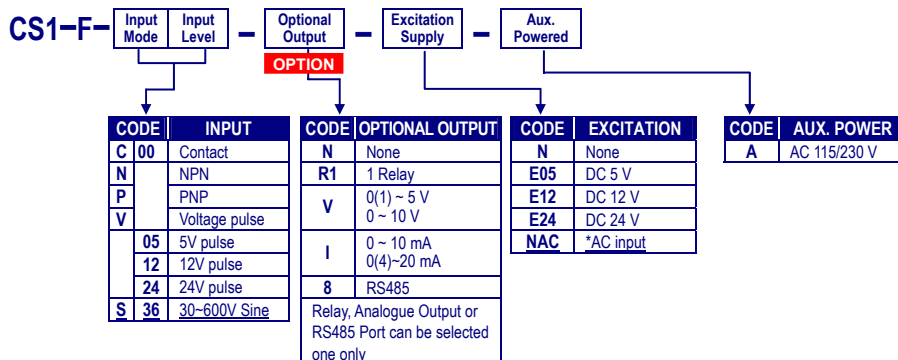 CS1-F- Input Mode Input Level - Optional Output - Excitation Supply - Aux. Powered
OPTION
CODE INPUT
C 00 Contact
N NPN
P PNP
V Voltage pulse
05 5V pulse
12 12V pulse
24 24V pulse
S 36 30~600V Sine
CODE OPTIONAL OUTPUT
N None
R1 1 Relay
V 0(1) ~ 5 V
0 ~ 10 V
I 0 ~ 10 mA
0(4)~20 mA
8 RS485
Relay, Analogue Output or
RS485 Port can be selected
one only
CODE EXCITATION
N None
E05 DC 5 V
E12 DC 12 V
E24 DC 24 V
NAC *AC input
CODE AUX. POWER
A AC 115/230 V